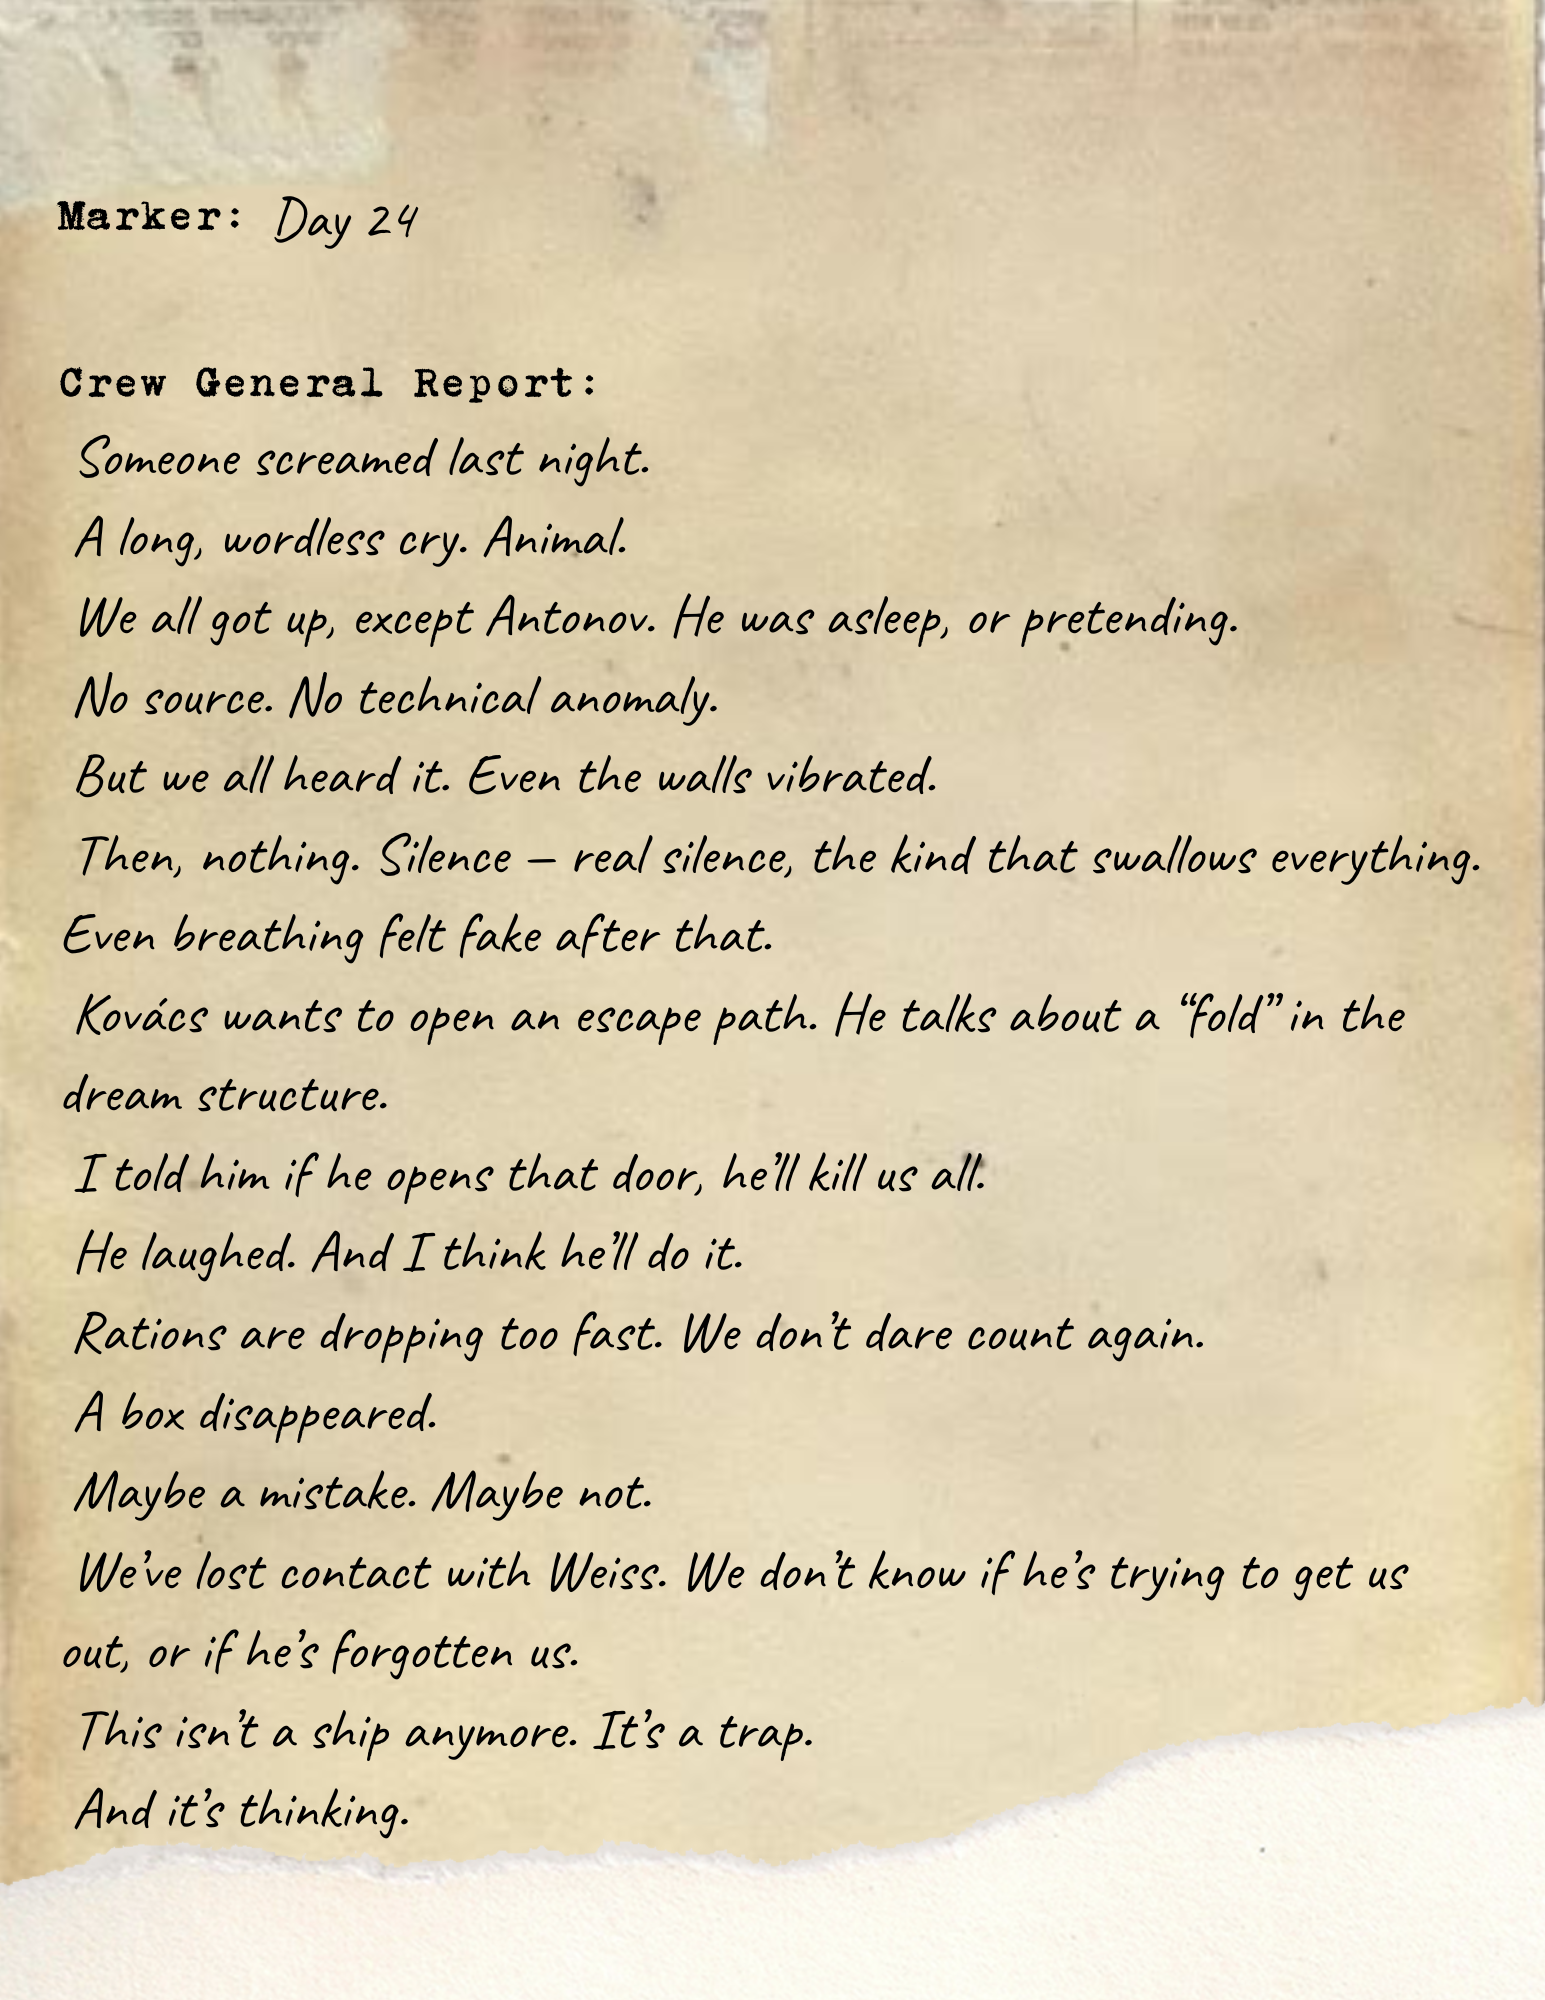 Marker: Day 24
Crew General Report:
Someone screamed last night.
A long, wordless cry. Animal.
We all got up, except Antonov. He was asleep, or pretending.
No source. No technical anomaly.
But we all heard it. Even the walls vibrated.
Then, nothing. Silence — real silence, the kind that swallows everything.
Even breathing felt fake after that.
Kovács wants to open an escape path. He talks about a “fold” in the
dream structure.
I told him if he opens that door, he’ll kill us all.
He laughed. And I think he’ll do it.
Rations are dropping too fast. We don’t dare count again.
A box disappeared.
Maybe a mistake. Maybe not.
We’ve lost contact with Weiss. We don’t know if he’s trying to get us
out, or if he’s forgotten us.
This isn’t a ship anymore. It’s a trap.
And it’s thinking.